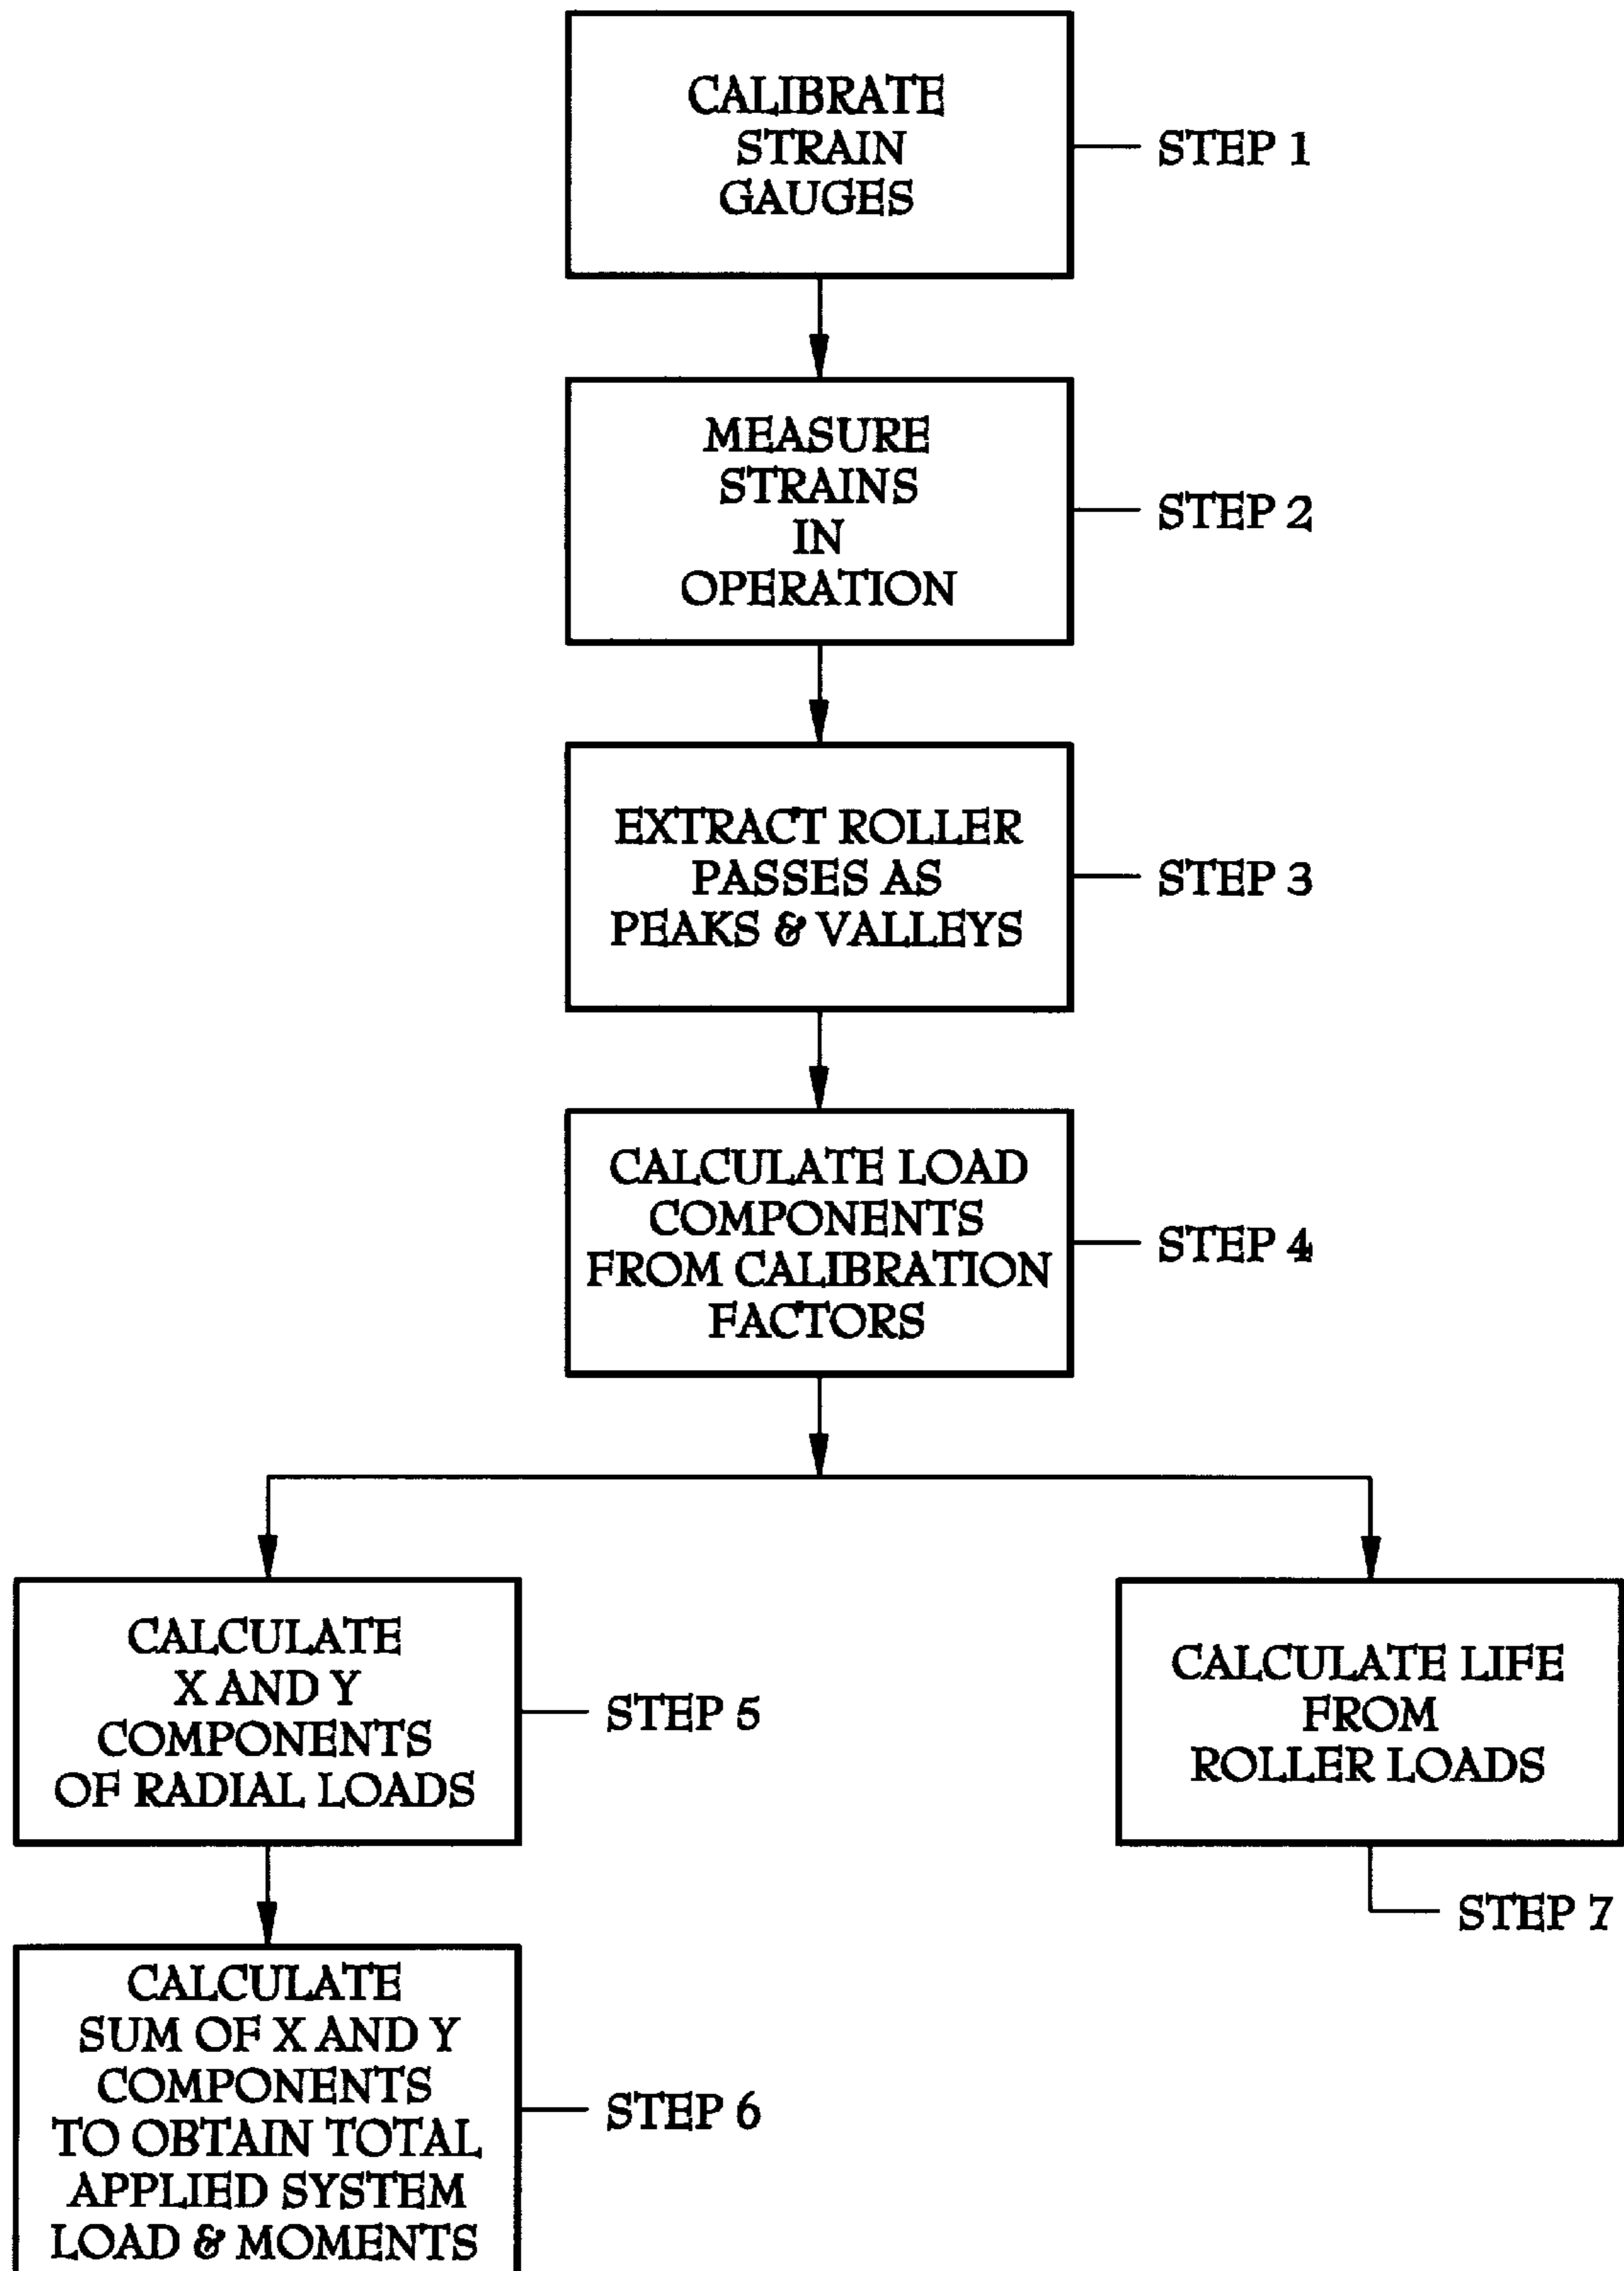 CALIBRATE
STRAIN
GAUGES
STEP 1
MEASURE
STRAINS
IN
OPERATION
STEP 2
EXTRACT ROLLER
PASSES AS
PEAKS & VALLEYS
STEP 3
CALCULATE LOAD
COMPONENTS
FROM CALIBRATION
FACTORS
STEP 4
CALCULATE
X AND Y
COMPONENTS
OF RADIAL LOADS
STEP 5
CALCULATE LIFE
FROM
ROLLER LOADS
STEP 7
CALCULATE
SUM OF X AND Y
COMPONENTS
TO OBTAIN TOTAL
APPLIED SYSTEM
LOAD & MOMENTS
STEP 6